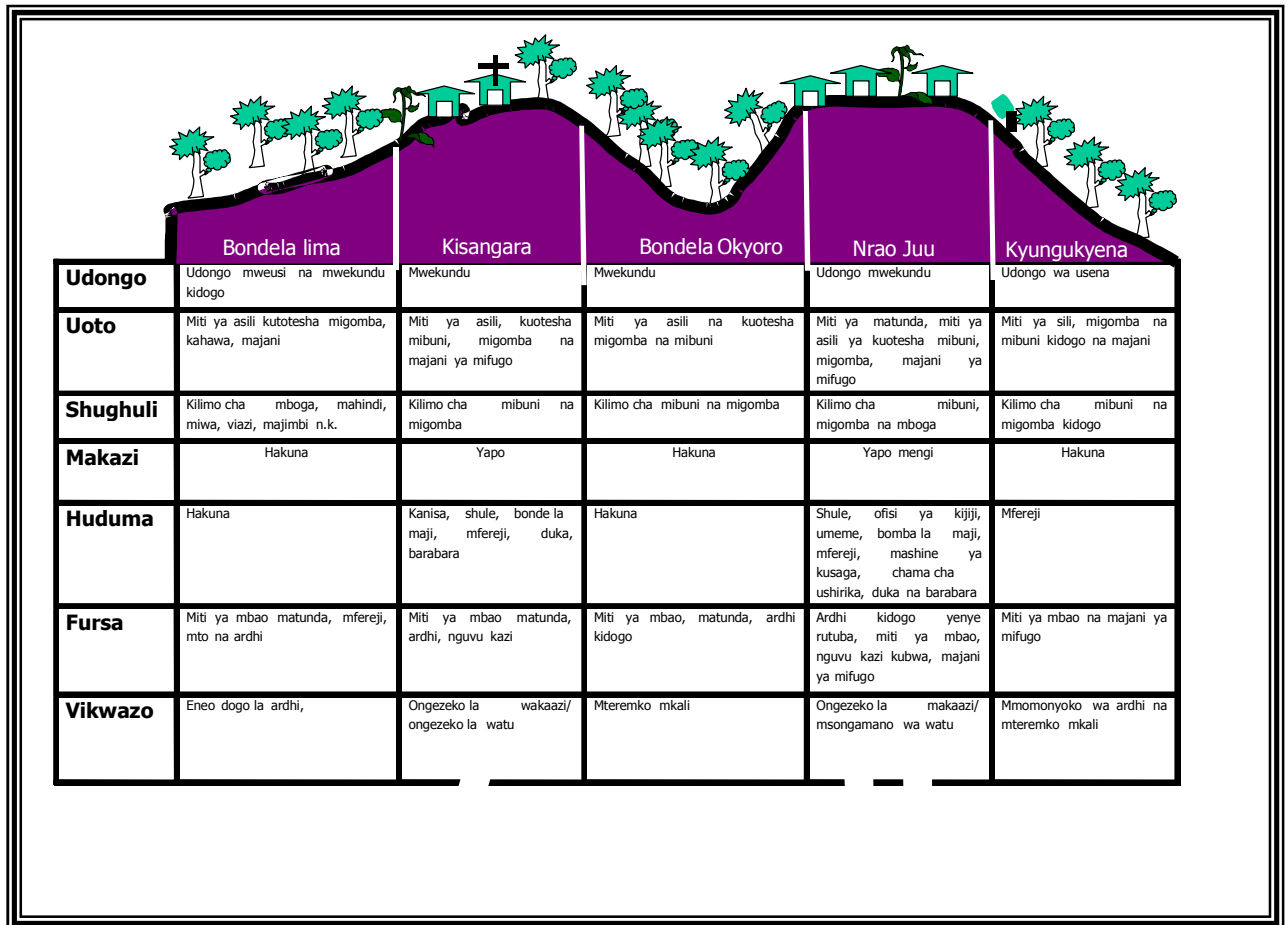 Bondela lima
Kisangara
Bondela Okyoro
Nrao Juu
Kyungukyena
Udongo
Udongo mweusi na mwekundu
kidogo
Mwekundu
Mwekundu
Udongo mwekundu
Udongo wa usena
Uoto
Miti ya asili kutotesha migomba,
kahawa, majani
Miti ya asili, kuotesha
mibuni, migomba na
majani ya mifugo
Miti ya asili na kuotesha
migomba na mibuni
Miti ya matunda, miti ya
asili ya kuotesha mibuni,
migomba, majani ya
mifugo
Miti ya sili, migomba na
mibuni kidogo na majani
Shughuli
Kilimo cha mboga, mahindi,
miwa, viazi, majimbi n.k.
Kilimo cha mibuni na
migomba
Kilimo cha mibuni na migomba
Kilimo cha mibuni,
migomba na mboga
Kilimo cha mibuni na
migomba kidogo
Makazi
Hakuna
Yapo
Hakuna
Yapo mengi
Hakuna
Huduma
Hakuna
Kanisa, shule, bonde la
maji, mfereji, duka,
barabara
Hakuna
Shule, ofisi ya kijiji,
umeme, bomba la maji,
mfereji, mashine ya
kusaga, chama cha
ushirika, duka na barabara
Mfereji
Fursa
Miti ya mbao matunda, mfereji,
mto na ardhi
Miti ya mbao matunda,
ardhi, nguvu kazi
Miti ya mbao, matunda, ardhi
kidogo
Ardhi kidogo yenye
rutuba, miti ya mbao,
nguvu kazi kubwa, majani
ya mifugo
Miti ya mbao na majani ya
mifugo
Vikwazo
Eneo dogo la ardhi,
Ongezeko la wakaazi/
ongezeko la watu
Mteremko mkali
Ongezeko la makaazi/
msongamano wa watu
Mmomonyoko wa ardhi na
mteremko mkali